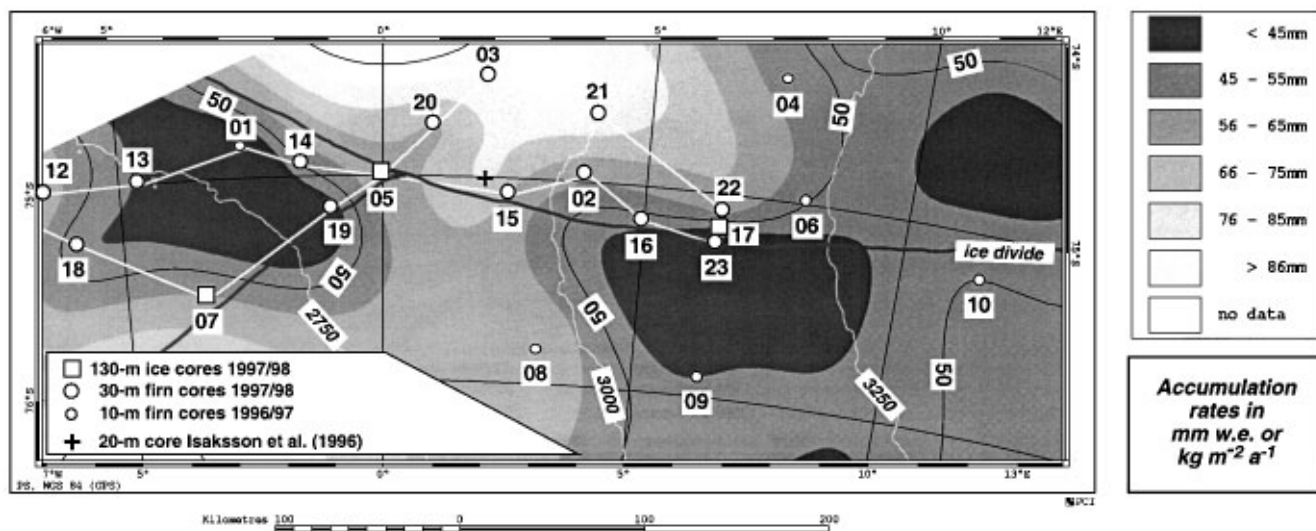 6°W 5° 0° 5° 10° 12°E
74°S
03
20
21
04
50
50
50
01
14
13
12
05
15
02
22
06
75°S
75°S
16
17
23
19
18
ice divide
07
50
2750
50
10
08
09
3000
3250
50
76°S
130-m ice cores 1997/98
30-m firn cores 1997/98
10-m firn cores 1996/97
20-m core Isaksson et al. (1996)
7°W 5° 0° 5° 10° 13°E
PS, WGS 84 (GPS)
PCI
Kilometres 100 0 100 200
< 45mm
45 - 55mm
56 - 65mm
66 - 75mm
76 - 85mm
> 86mm
no data
Accumulation
rates in
mm w.e. or
kg m⁻² a⁻¹